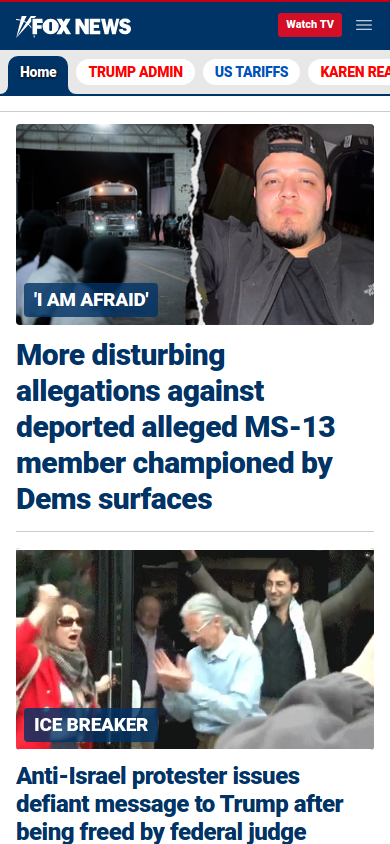 FOX NEWS
Watch TV
Home
TRUMP ADMIN
US TARIFFS
KAREN REA
'I AM AFRAID'
More disturbing
allegations against
deported alleged MS-13
member championed by
Dems surfaces
ICE BREAKER
Anti-Israel protester issues
defiant message to Trump after
being freed by federal judge